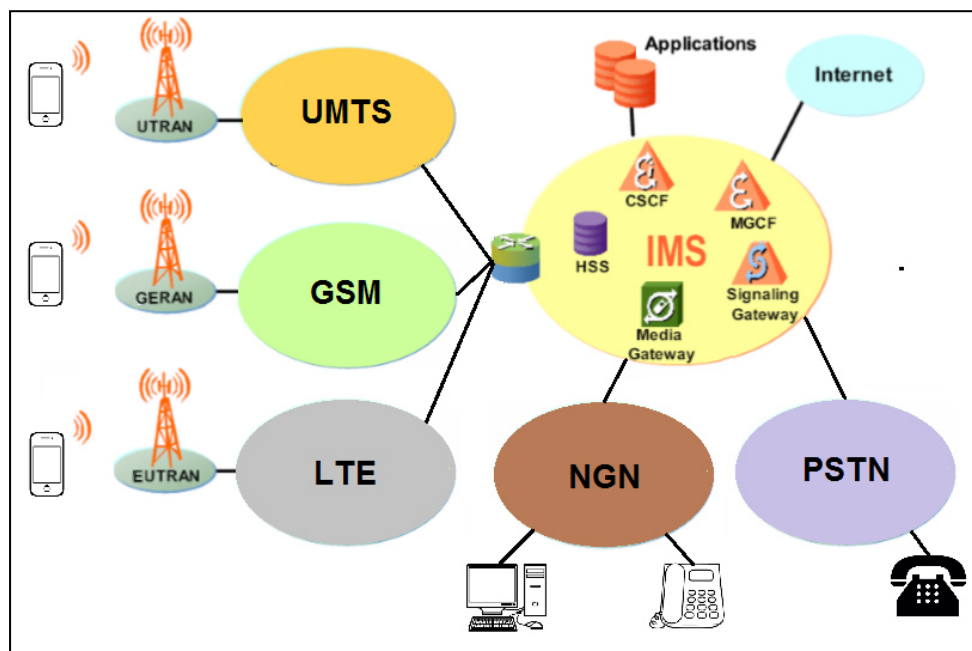 Applications
Internet
UTRAN
UMTS
CSCF
MGCF
HSS
IMS
GERAN
GSM
Signaling
Gateway
Media
Gateway
EUTRAN
LTE
NGN
PSTN